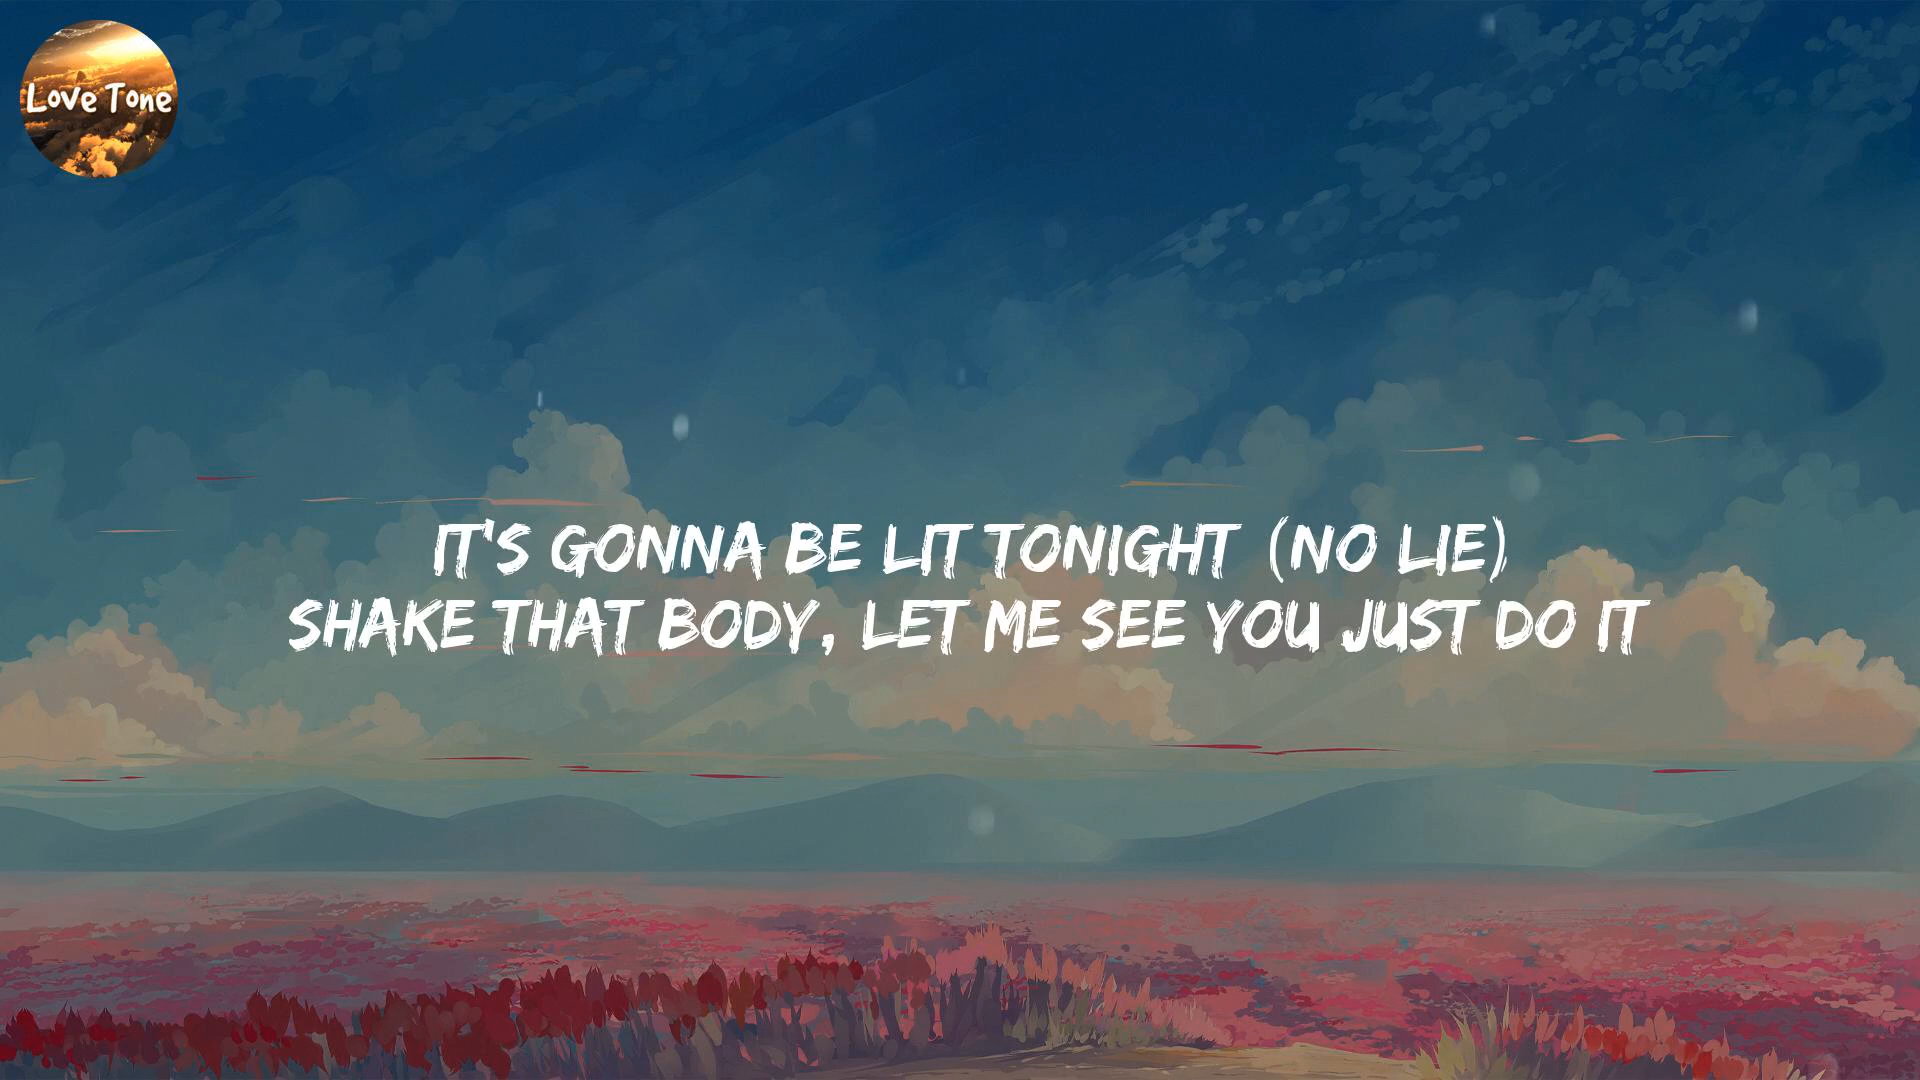 Love Tone
IT'S GONNA BE LIT TONIGHT (NO LIE)
SHAKE THAT BODY, LET ME SEE YOU JUST DO IT